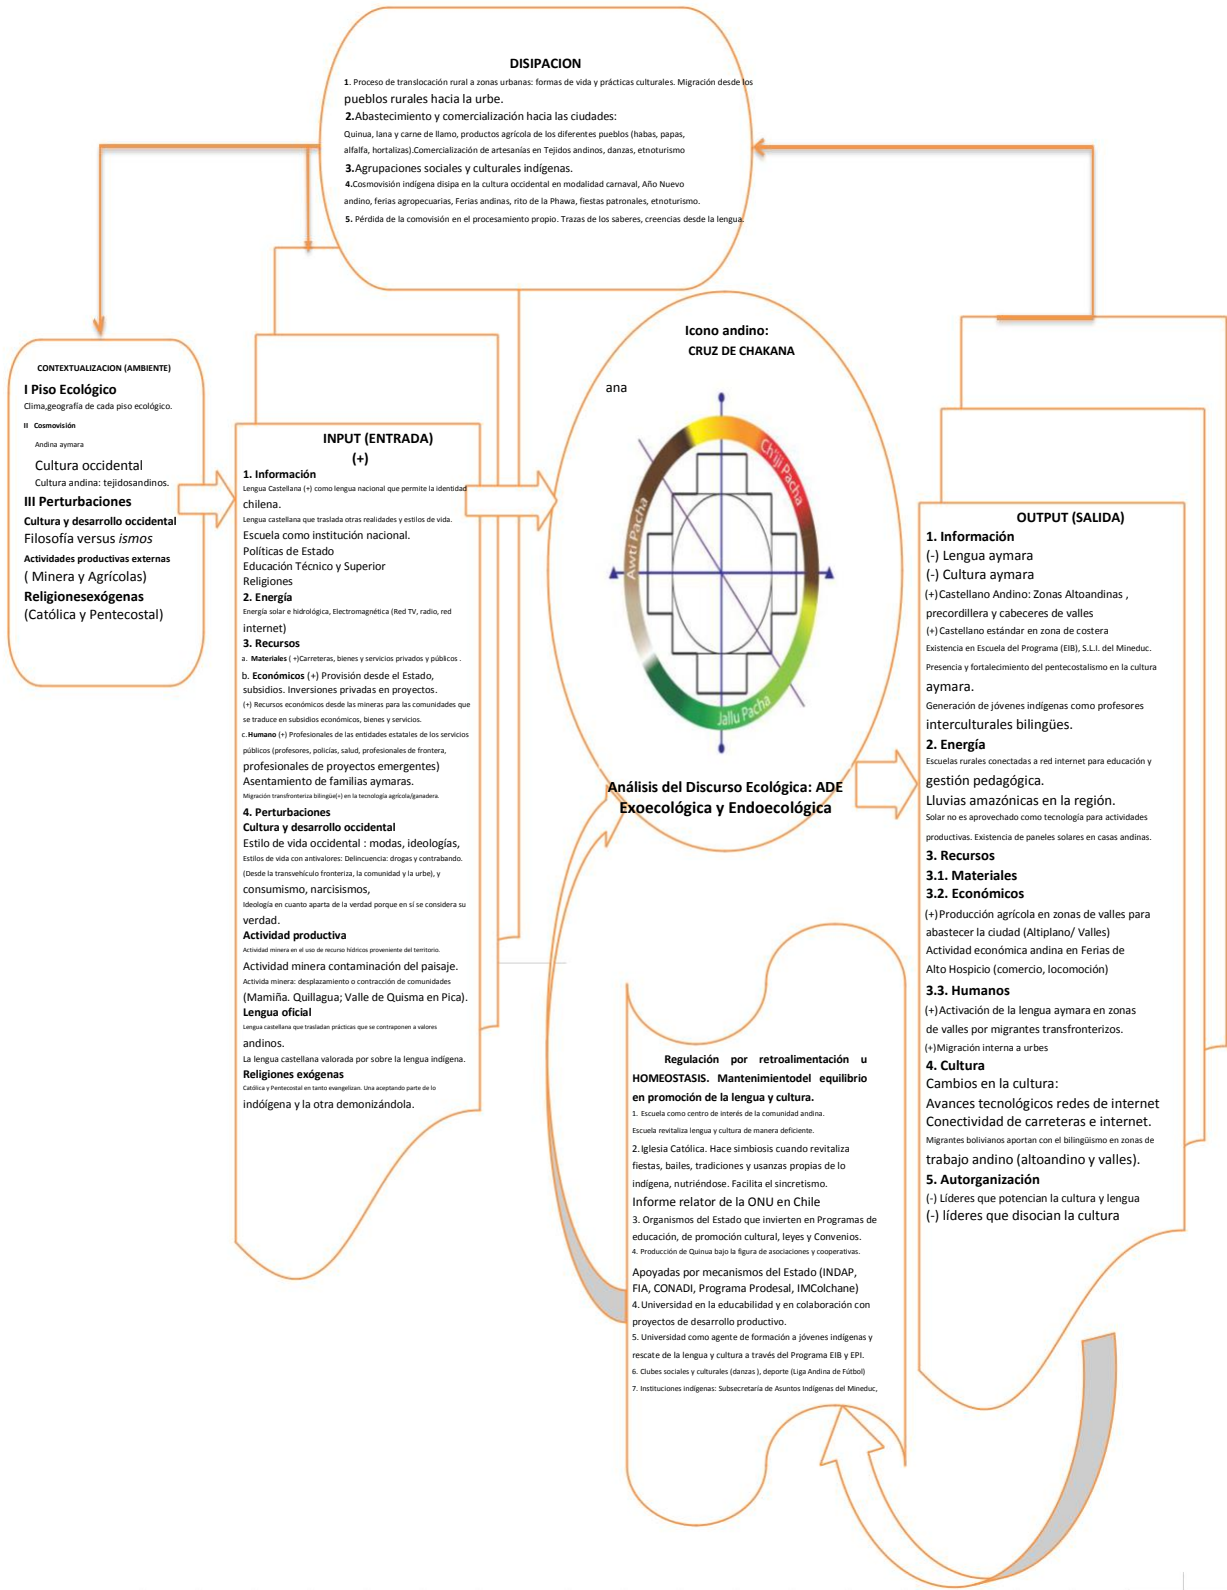 DISIPACION
1. Proceso de translocación rural a zonas urbanas: formas de vida y prácticas culturales. Migración desde los
pueblos rurales hacia la urbe.
2.Abastecimiento y comercialización hacia las ciudades:
Quinua, lana y carne de llamo, productos agrícola de los diferentes pueblos (habas, papas,
alfalfa, hortalizas).Comercialización de artesanías en Tejidos andinos, danzas, etnoturismo
3.Agrupaciones sociales y culturales indígenas.
4.Cosmovisión indígena disipa en la cultura occidental en modalidad carnaval, Año Nuevo
andino, ferias agropecuarias, Ferias andinas, rito de la Phawa, fiestas patronales, etnoturismo.
5. Pérdida de la comovisión en el procesamiento propio. Trazas de los saberes, creencias desde la lengua.
CONTEXTUALIZACION (AMBIENTE)
I Piso Ecológico
Clima,geografía de cada piso ecológico.
II Cosmovisión
Andina aymara
Cultura occidental
Cultura andina: tejidosandinos.
III Perturbaciones
Cultura y desarrollo occidental
Filosofía versus ismos
Actividades productivas externas
( Minera y Agrícolas)
Religionesexógenas
(Católica y Pentecostal)
INPUT (ENTRADA)
(+)
1. Información
Lengua Castellana (+) como lengua nacional que permite la identidad
chilena.
Lengua castellana que traslada otras realidades y estilos de vida.
Escuela como institución nacional.
Políticas de Estado
Educación Técnico y Superior
Religiones
2. Energía
Energía solar e hidrológica, Electromagnética (Red TV, radio, red
internet)
3. Recursos
a. Materiales ( +)Carreteras, bienes y servicios privados y públicos .
b. Económicos (+) Provisión desde el Estado,
subsidios. Inversiones privadas en proyectos.
(+) Recursos económicos desde las mineras para las comunidades que
se traduce en subsidios económicos, bienes y servicios.
c. Humano (+) Profesionales de las entidades estatales de los servicios
públicos (profesores, policías, salud, profesionales de frontera,
profesionales de proyectos emergentes)
Asentamiento de familias aymaras.
Migración transfronteriza bilingüe(+) en la tecnología agrícola/ganadera.
4. Perturbaciones
Cultura y desarrollo occidental
Estilo de vida occidental : modas, ideologías,
Estilos de vida con antivalores: Delincuencia: drogas y contrabando.
(Desde la transvehículo fronteriza, la comunidad y la urbe), y
consumismo, narcisismos,
Ideología en cuanto aparta de la verdad porque en sí se considera su
verdad.
Actividad productiva
Actividad minera en el uso de recurso hídricos proveniente del territorio.
Actividad minera contaminación del paisaje.
Activida minera: desplazamiento o contracción de comunidades
(Mamiña. Quillagua; Valle de Quisma en Pica).
Lengua oficial
Lengua castellana que trasladan prácticas que se contraponen a valores
andinos.
La lengua castellana valorada por sobre la lengua indígena.
Religiones exógenas
Católica y Pentecostal en tanto evangelizan. Una aceptando parte de lo
indóigena y la otra demonizándola.
Icono andino:
CRUZ DE CHAKANA
ana
Ch'iji Pacha
Awti Pacha
Jallu Pacha
Análisis del Discurso Ecológica: ADE
Exoecológica y Endoecológica
Regulación por retroalimentación u
HOMEOSTASIS. Mantenimientodel equilibrio
en promoción de la lengua y cultura.
1. Escuela como centro de interés de la comunidad andina.
Escuela revitaliza lengua y cultura de manera deficiente.
2. Iglesia Católica. Hace simbiosis cuando revitaliza
fiestas, bailes, tradiciones y usanzas propias de lo
indígena, nutriéndose. Facilita el sincretismo.
Informe relator de la ONU en Chile
3. Organismos del Estado que invierten en Programas de
educación, de promoción cultural, leyes y Convenios.
4. Producción de Quinua bajo la figura de asociaciones y cooperativas.
Apoyadas por mecanismos del Estado (INDAP,
FIA, CONADI, Programa Prodesal, IMColchane)
4. Universidad en la educabilidad y en colaboración con
proyectos de desarrollo productivo.
5. Universidad como agente de formación a jóvenes indígenas y
rescate de la lengua y cultura a través del Programa EIB y EPI.
6. Clubes sociales y culturales (danzas ), deporte (Liga Andina de Fútbol)
7. Instituciones indígenas: Subsecretaría de Asuntos Indígenas del Mineduc,
OUTPUT (SALIDA)
1. Información
(-) Lengua aymara
(-) Cultura aymara
(+) Castellano Andino: Zonas Altoandinas ,
precordillera y cabeceres de valles
(+) Castellano estándar en zona de costera
Existencia en Escuela del Programa (EIB), S.L.I. del Mineduc.
Presencia y fortalecimiento del pentecostalismo en la cultura
aymara.
Generación de jóvenes indígenas como profesores
interculturales bilingües.
2. Energía
Escuelas rurales conectadas a red internet para educación y
gestión pedagógica.
Lluvias amazónicas en la región.
Solar no es aprovechado como tecnología para actividades
productivas. Existencia de paneles solares en casas andinas.
3. Recursos
3.1. Materiales
3.2. Económicos
(+) Producción agrícola en zonas de valles para
abastecer la ciudad (Altiplano/ Valles)
Actividad económica andina en Ferias de
Alto Hospicio (comercio, locomoción)
3.3. Humanos
(+) Activación de la lengua aymara en zonas
de valles por migrantes transfronterizos.
(+) Migración interna a urbes
4. Cultura
Cambios en la cultura:
Avances tecnológicos redes de internet
Conectividad de carreteras e internet.
Migrantes bolivianos aportan con el bilingüismo en zonas de
trabajo andino (altoandino y valles).
5. Autorganización
(-) Líderes que potencian la cultura y lengua
(-) líderes que disocian la cultura